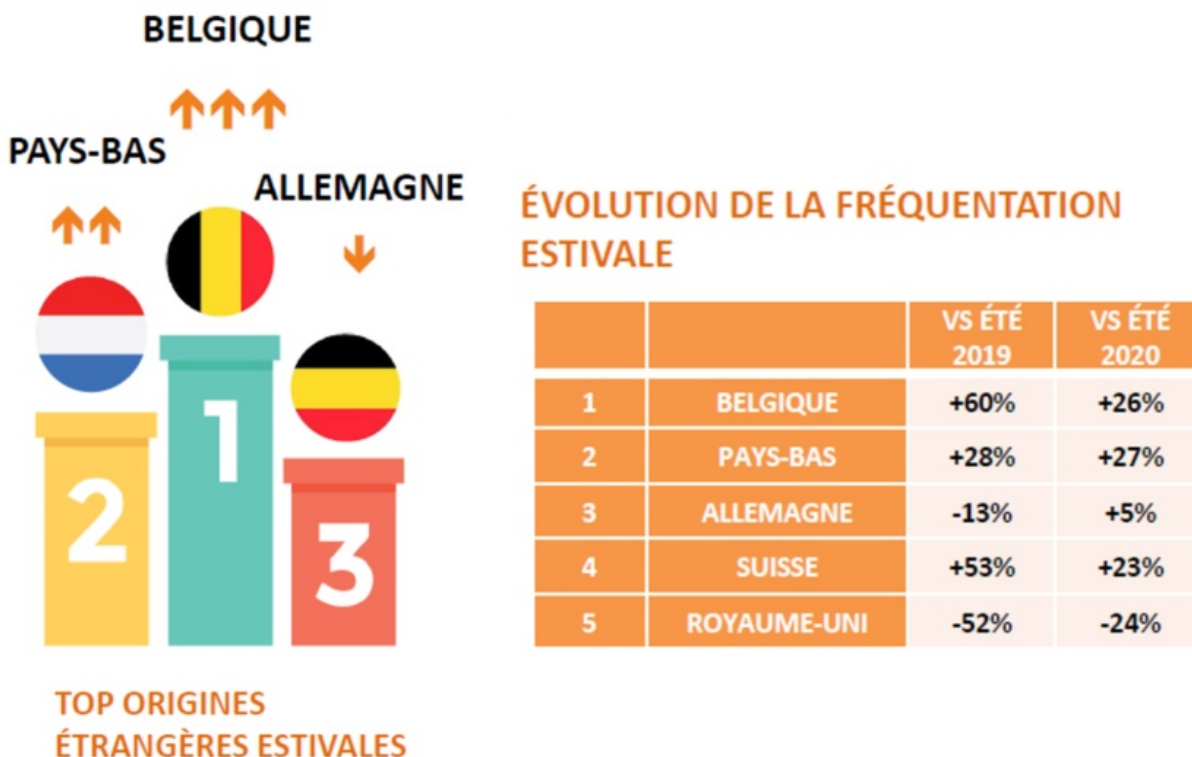 BELGIQUE
PAYS-BAS
ALLEMAGNE
1
2
3
TOP ORIGINES
ÉTRANGÈRES ESTIVALES
ÉVOLUTION DE LA FRÉQUENTATION
ESTIVALE
VS ÉTÉ 2019 VS ÉTÉ 2020
1 BELGIQUE +60% +26%
2 PAYS-BAS +28% +27%
3 ALLEMAGNE -13% +5%
4 SUISSE +53% +23%
5 ROYAUME-UNI -52% -24%